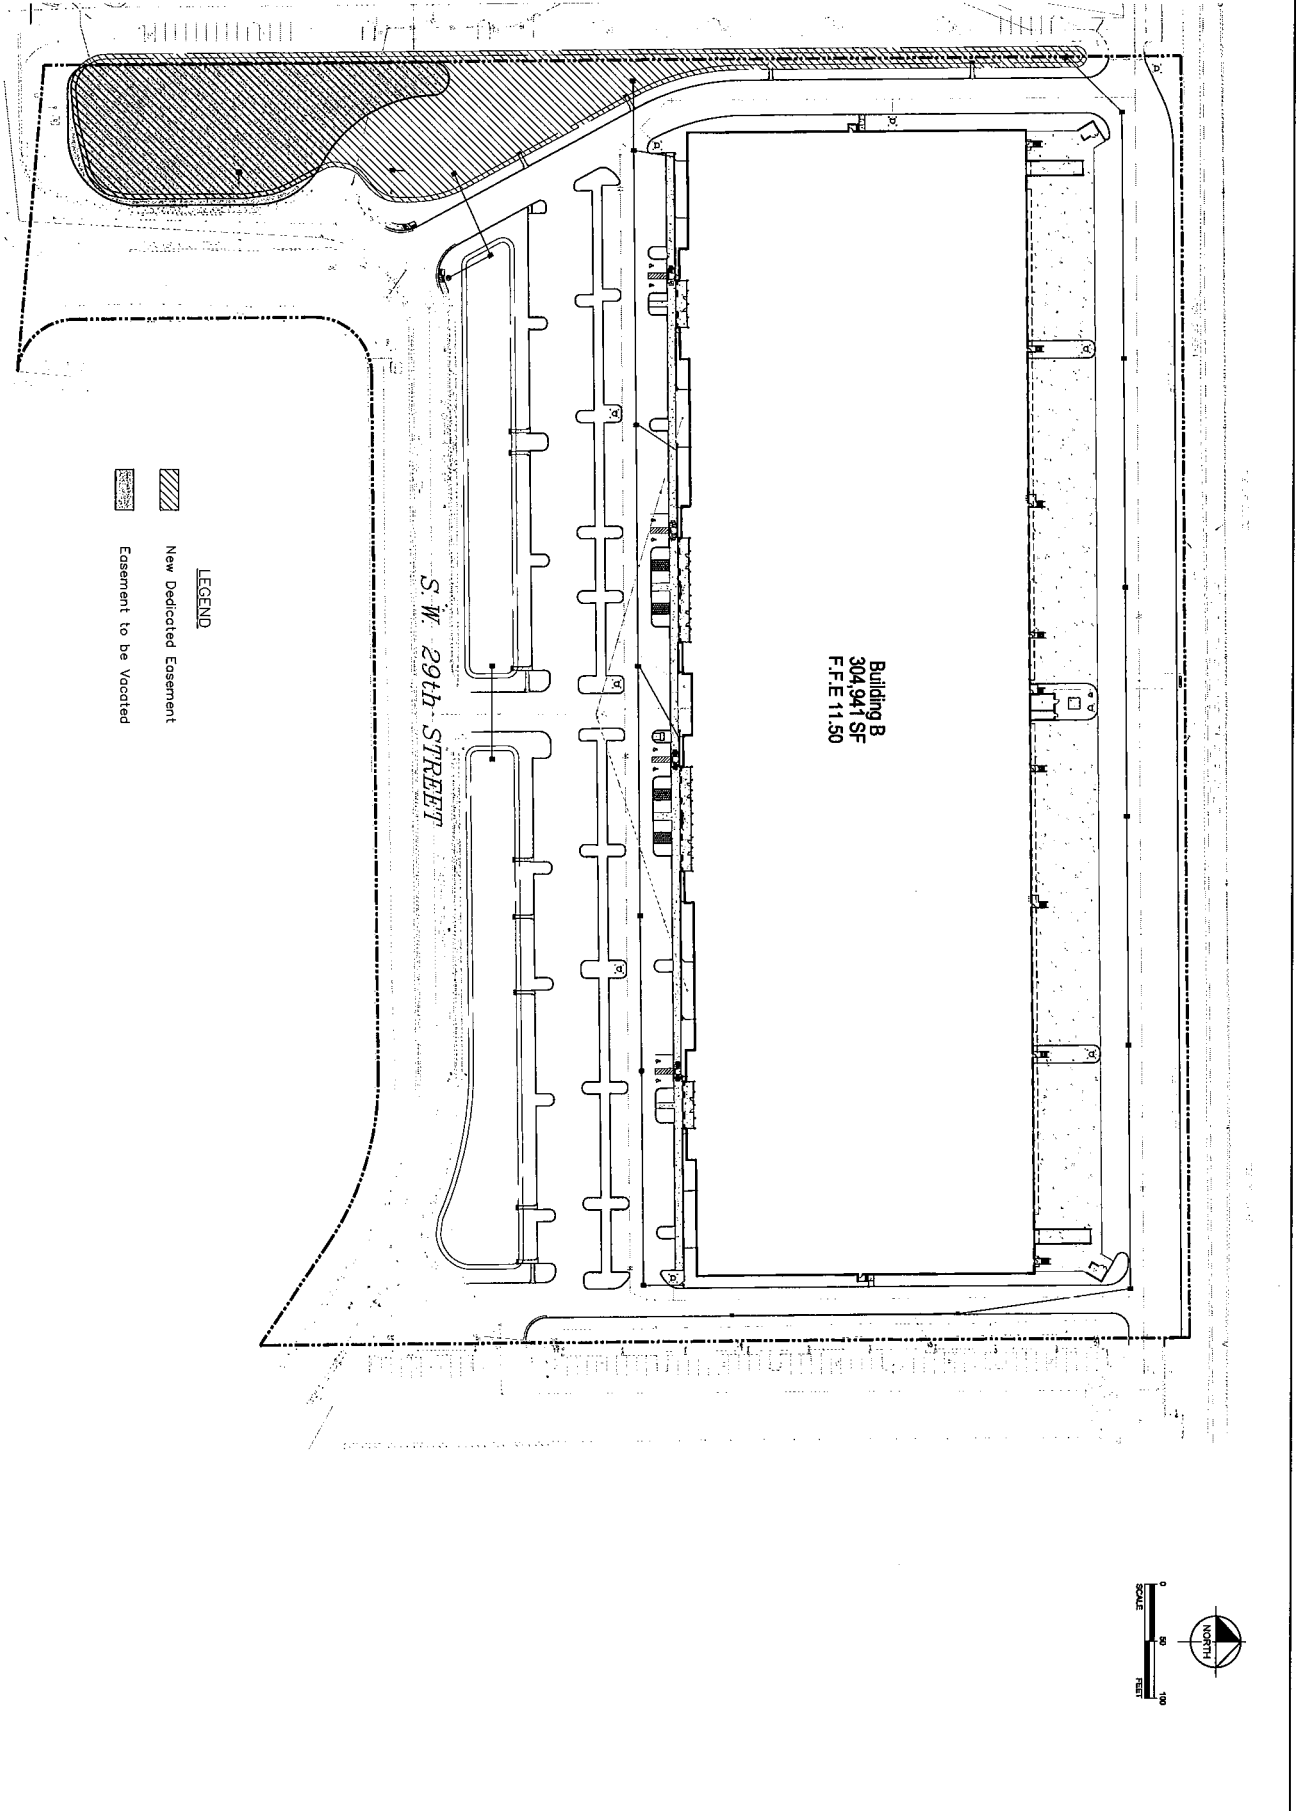 Building B
304,941 SF
F.F.E 11.50
S.W. 29th STREET
LEGEND
New Dedicated Easement
Easement to be Vacated
NORTH
0 50 100
SCALE FEET